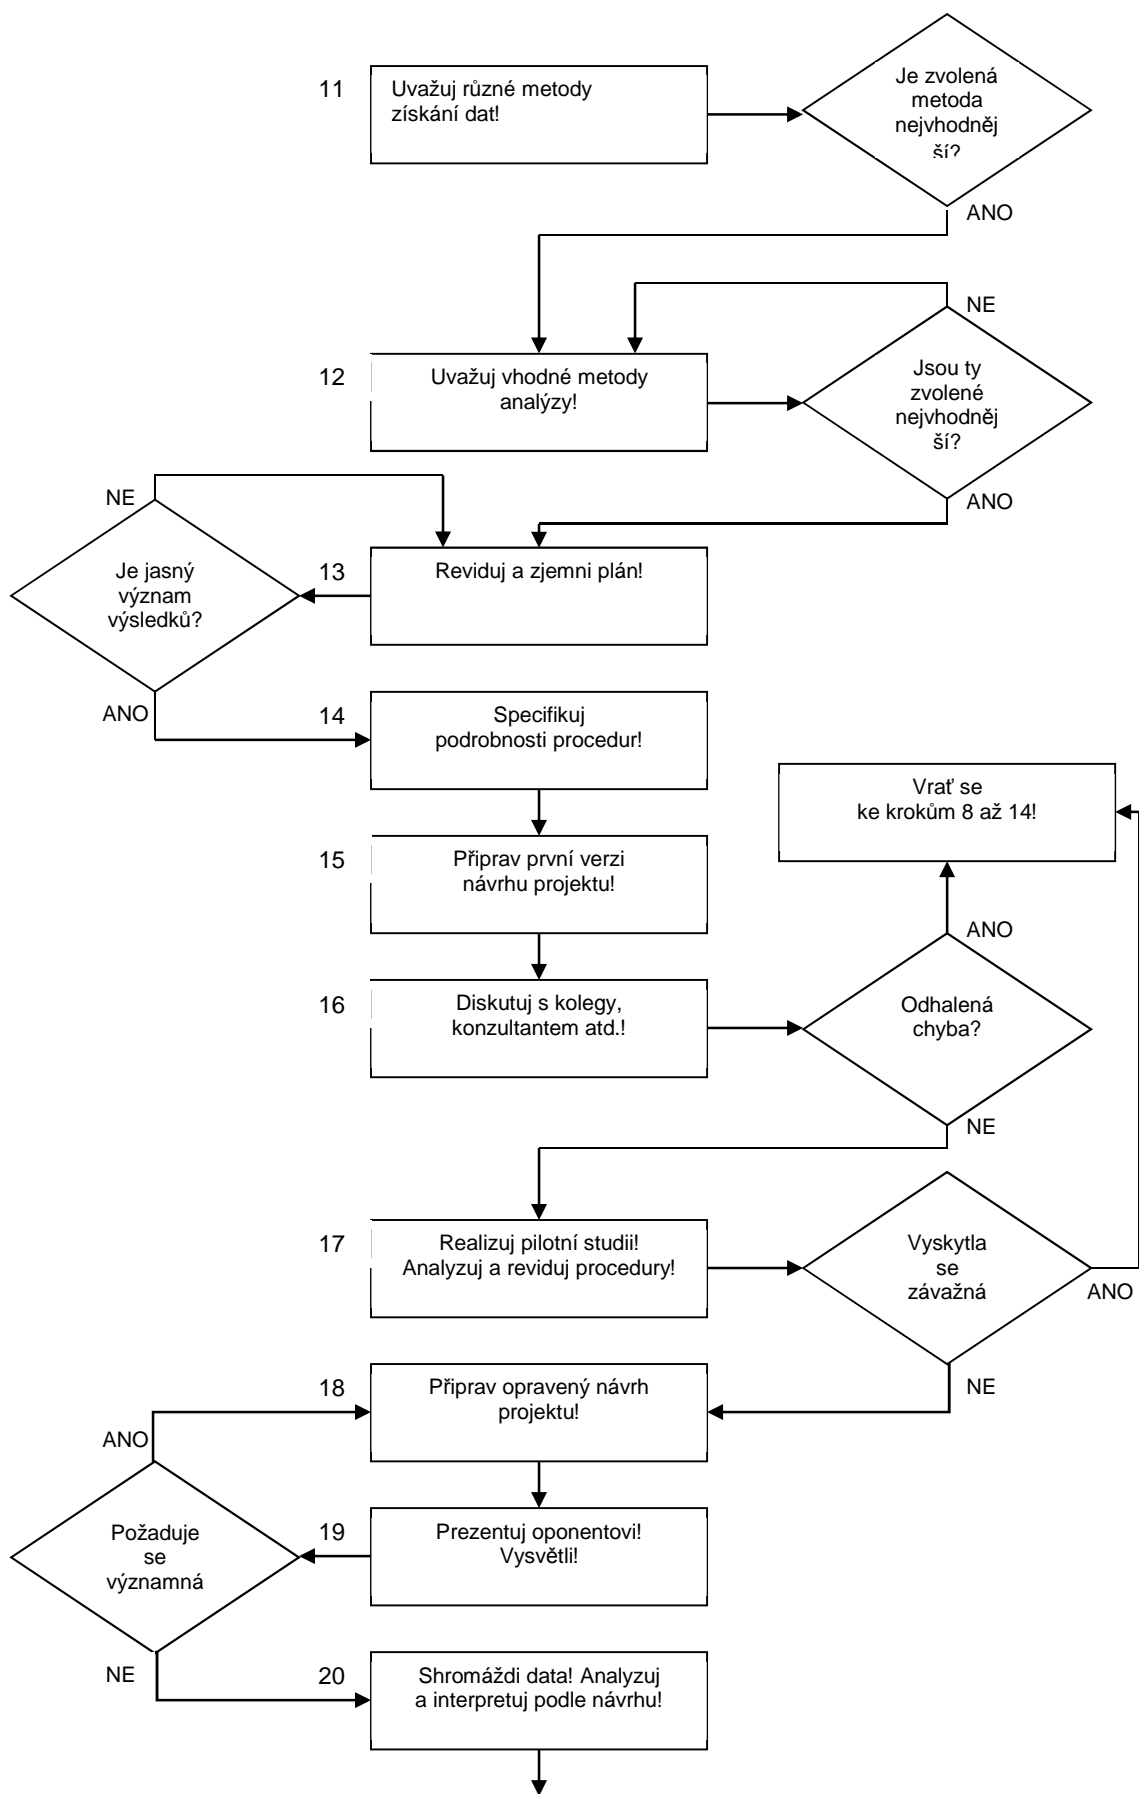 11
Uvažuj různé metody
získání dat!
Je zvolená
metoda
nejvhodněj
ší?
ANO
NE
12
Uvažuj vhodné metody
analýzy!
Jsou ty
zvolené
nejvhodněj
ší?
ANO
NE
Je jasný
význam
výsledků?
13
Reviduj a zjemni plán!
ANO
14
Specifikuj
podrobnosti procedur!
Vrať se
ke krokům 8 až 14!
15
Připrav první verzi
návrhu projektu!
ANO
16
Diskutuj s kolegy,
konzultantem atd.!
Odhalená
chyba?
NE
17
Realizuj pilotní studii!
Analyzuj a reviduj procedury!
Vyskytla
se
závažná
ANO
NE
18
Připrav opravený návrh
projektu!
ANO
Požaduje
se
významná
19
Prezentuj oponentovi!
Vysvětli!
NE
20
Shromáždi data! Analyzuj
a interpretuj podle návrhu!